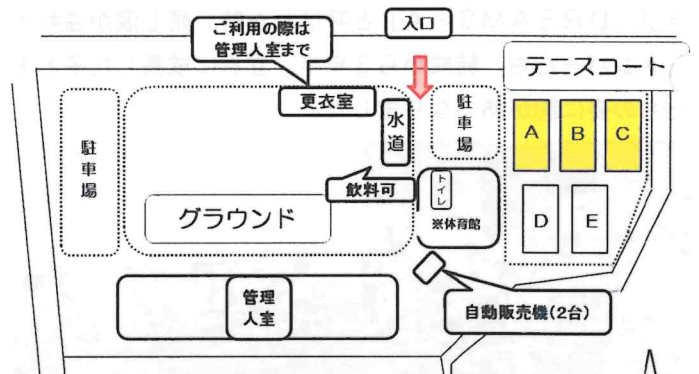 ご利用の際は
管理人室まで
入口
テニスコート
更衣室
水道
駐車場
駐車場
A
B
C
飲料可
トイレ
※体育館
グラウンド
D
E
管理
人室
自動販売機(2台)